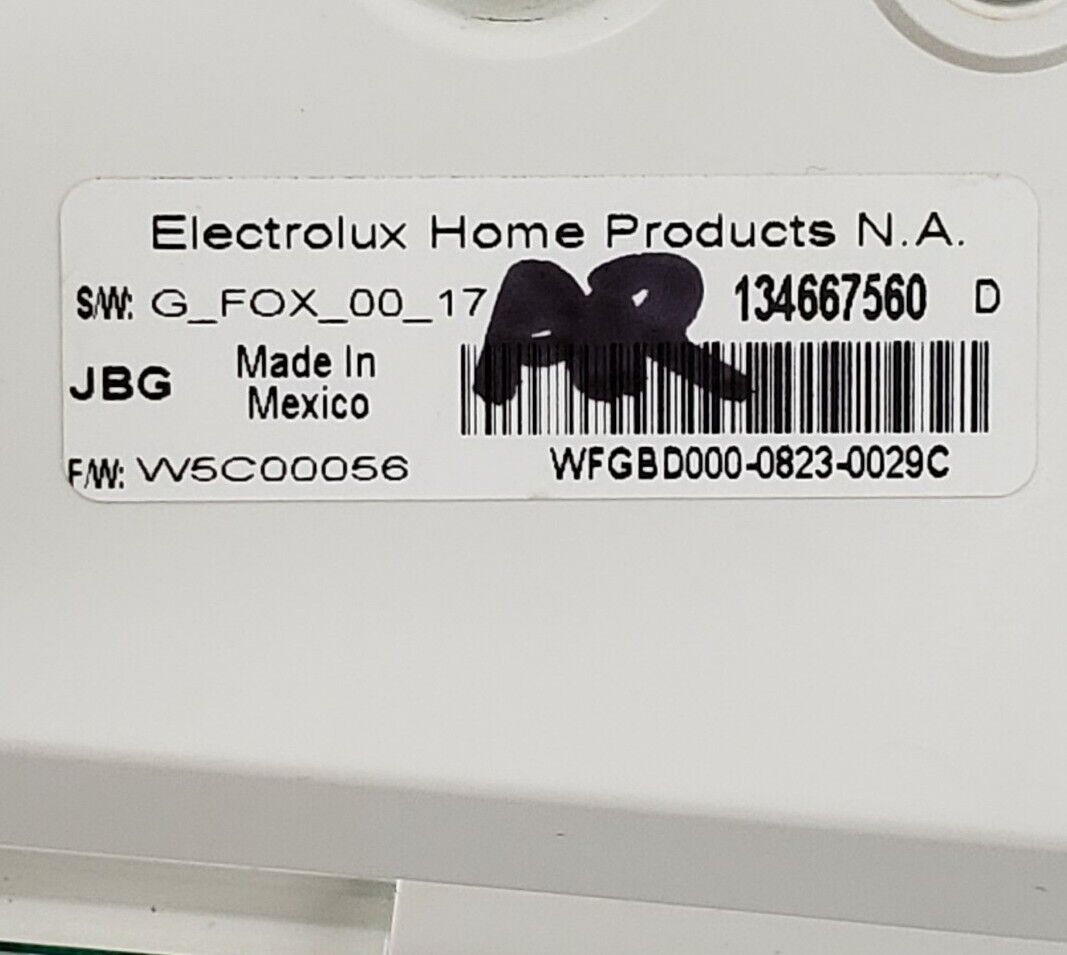 Electrolux Home Products N.A.
S/W: G_FOX_00_17 AR 134667560 D
JBG Made In
Mexico
F/W: W5C00056 WFGBD000-0823-0029C